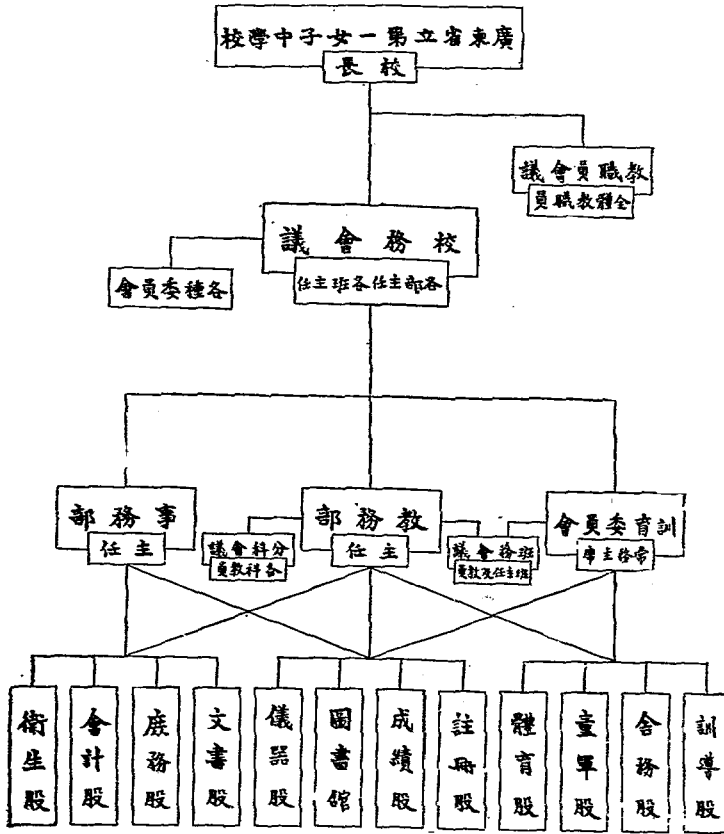 廣東省立第一女子中學校
校長
教職員會議
全體教職員
校務會議
各部主任各班主任
各種委員會
訓育委員會
常務主席
班務會議
班主任及教員
教務部
主任
分科會議
各科教員
事務部
主任
訓導股
舍務股
童軍股
體育股
註冊股
成績股
圖書館
儀器股
文書股
庶務股
會計股
衛生股